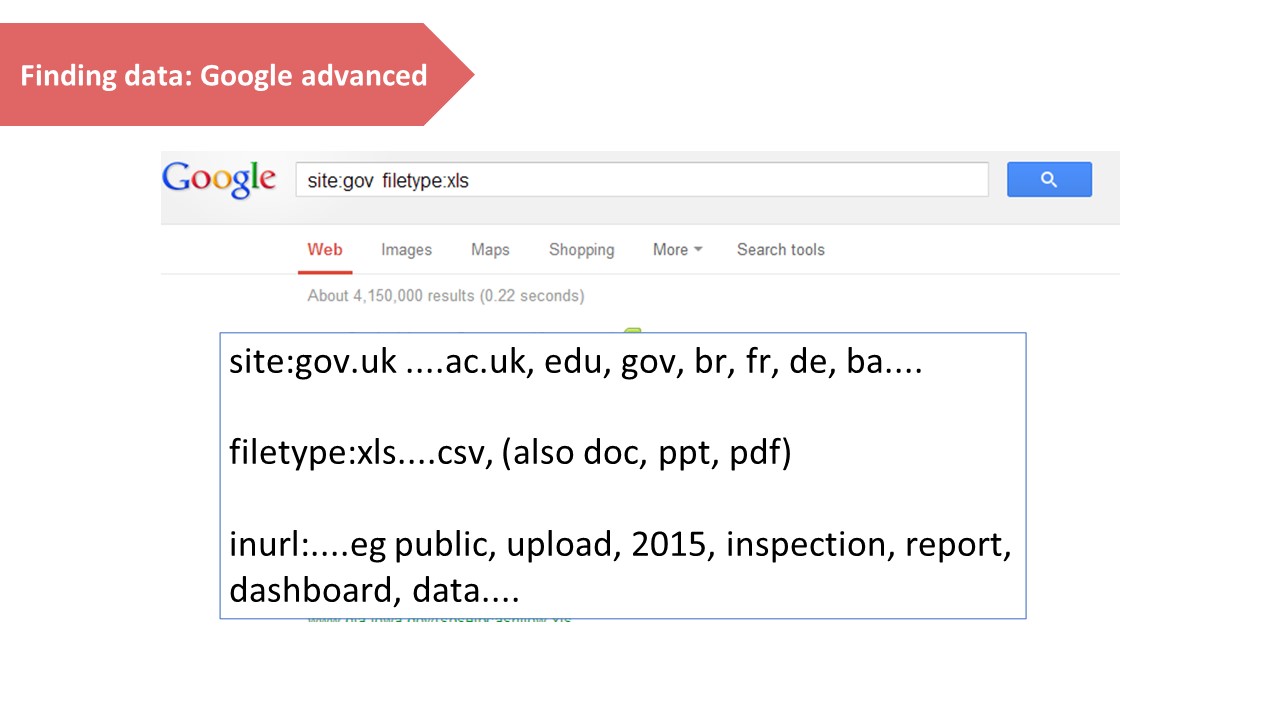 Finding data: Google advanced
Google
site:gov filetype:xls
Web Images Maps Shopping More Search tools
About 4,150,000 results (0.22 seconds)
site:gov.uk ....ac.uk, edu, gov, br, fr, de, ba....
filetype:xls....csv, (also doc, ppt, pdf)
inurl:....eg public, upload, 2015, inspection, report,
dashboard, data....